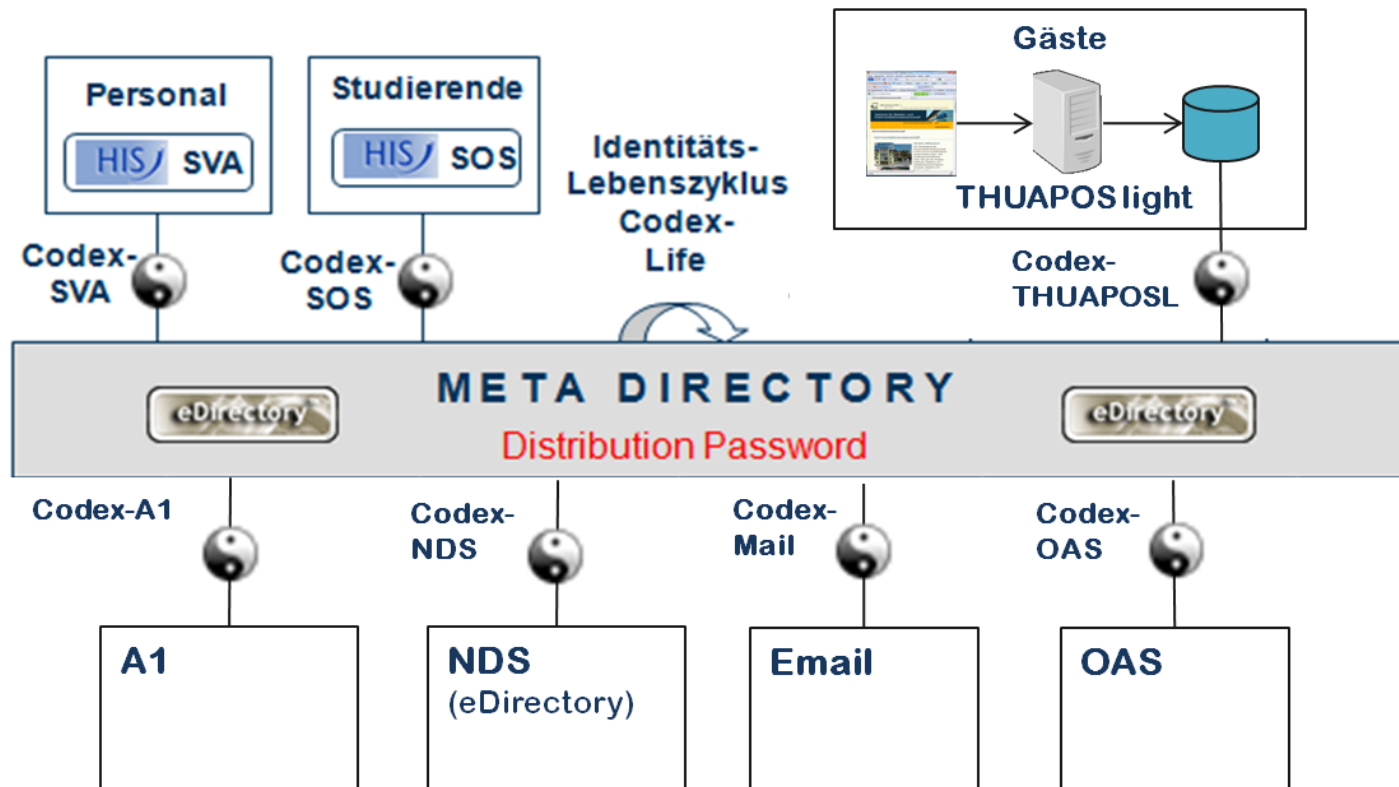 Personal
HIS SVA
Studierende
HIS SOS
Identitäts-
Lebenszyklus
Codex-
Life
Gäste
THUAPOS light
Codex-
SVA
Codex-
SOS
Codex-
THUAPOSL
META DIRECTORY
eDirectory
eDirectory
Distribution Password
Codex-A1
Codex-
NDS
Codex-
Mail
Codex-
OAS
A1
NDS
(eDirectory)
Email
OAS